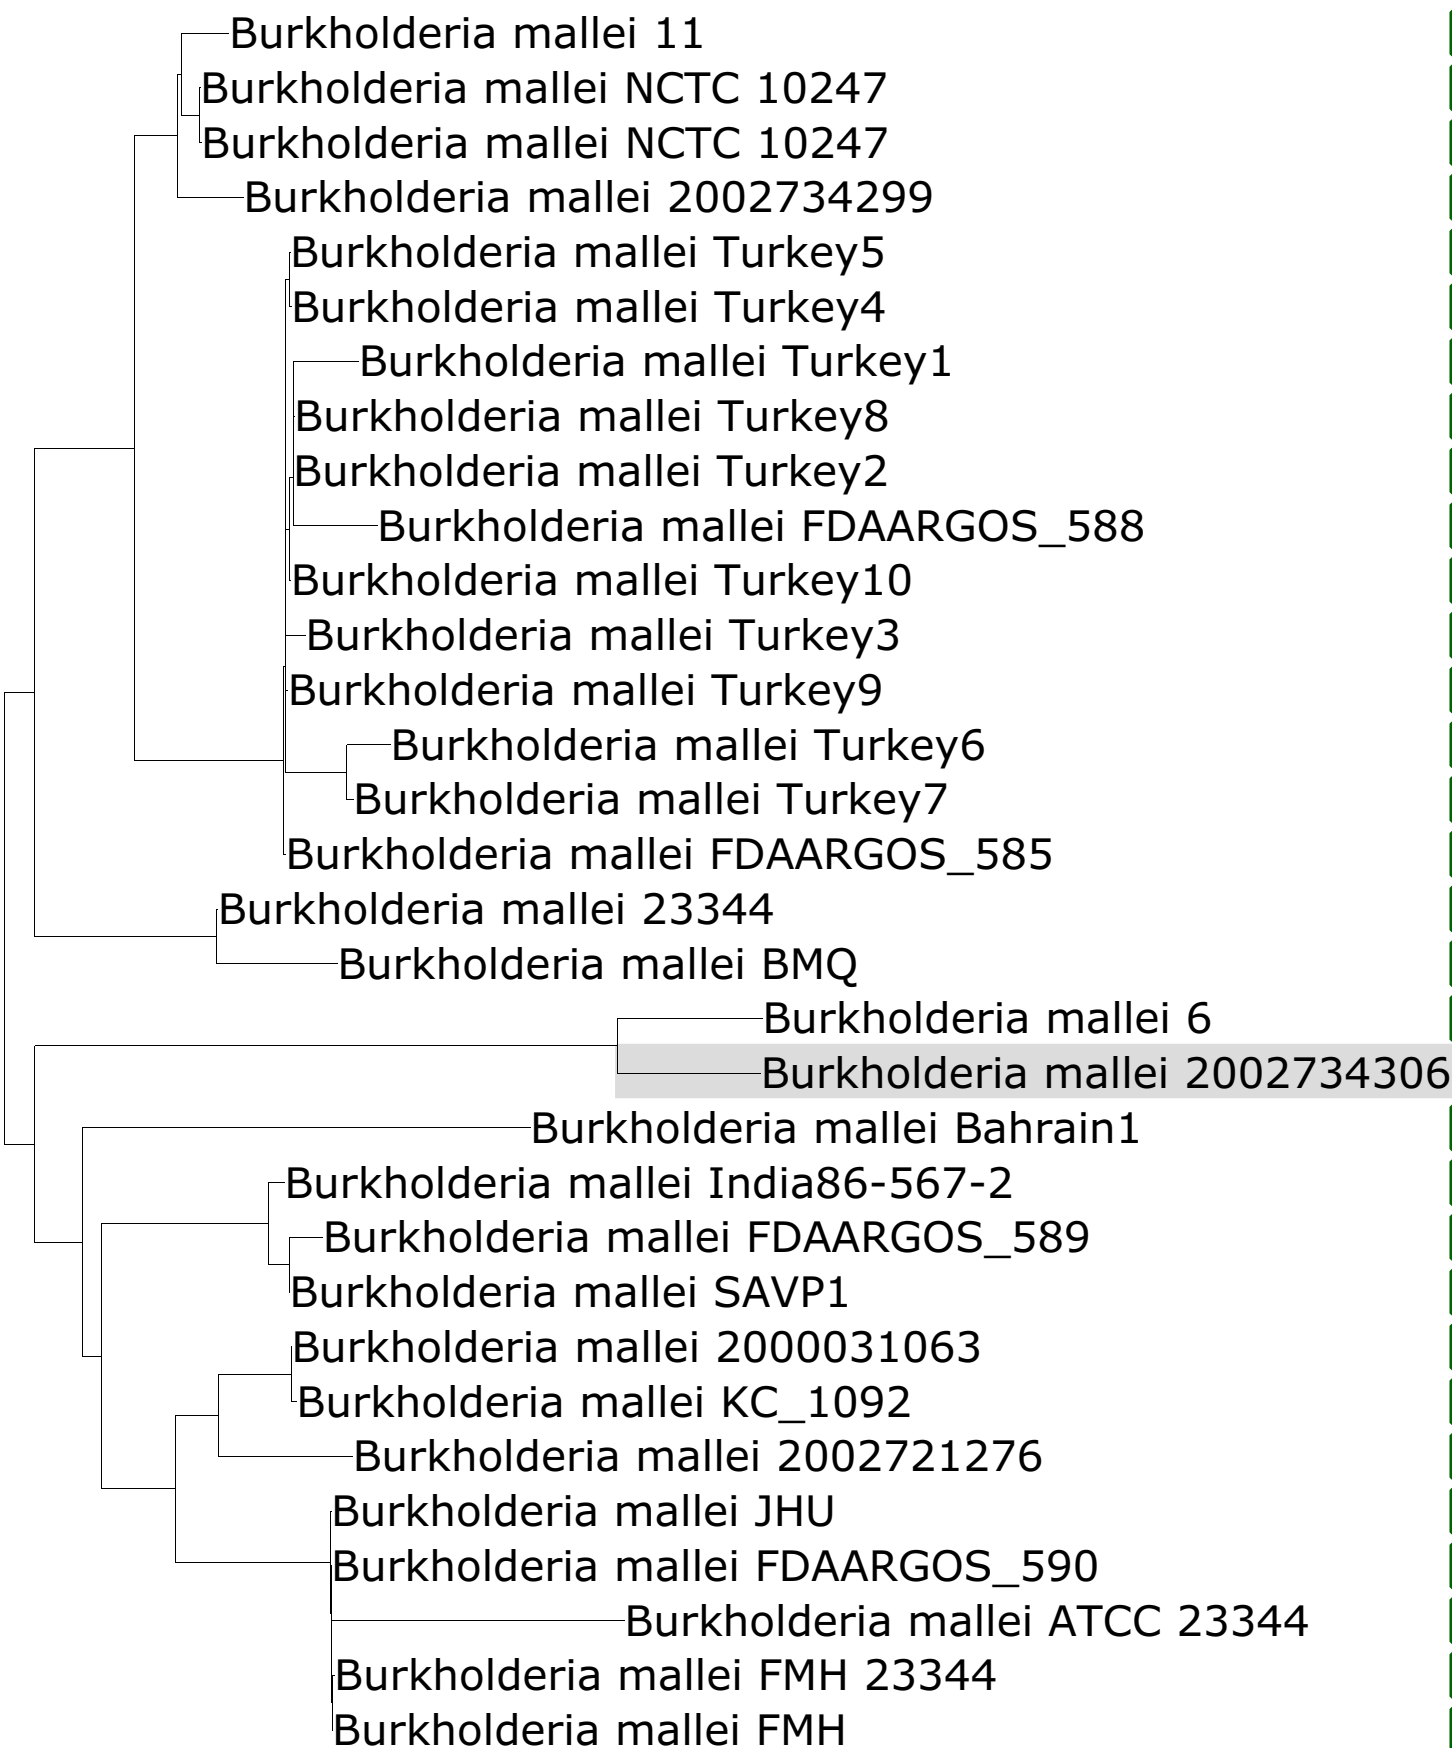 Burkholderia mallei 11
Burkholderia mallei NCTC 10247
Burkholderia mallei NCTC 10247
Burkholderia mallei 2002734299
Burkholderia mallei Turkey5
Burkholderia mallei Turkey4
Burkholderia mallei Turkey1
Burkholderia mallei Turkey8
Burkholderia mallei Turkey2
Burkholderia mallei FDAARGOS_588
Burkholderia mallei Turkey10
Burkholderia mallei Turkey3
Burkholderia mallei Turkey9
Burkholderia mallei Turkey6
Burkholderia mallei Turkey7
Burkholderia mallei FDAARGOS_585
Burkholderia mallei 23344
Burkholderia mallei BMQ
Burkholderia mallei 6
Burkholderia mallei 2002734306
Burkholderia mallei Bahrain1
Burkholderia mallei India86-567-2
Burkholderia mallei FDAARGOS_589
Burkholderia mallei SAVP1
Burkholderia mallei 2000031063
Burkholderia mallei KC_1092
Burkholderia mallei 2002721276
Burkholderia mallei JHU
Burkholderia mallei FDAARGOS_590
Burkholderia mallei ATCC 23344
Burkholderia mallei FMH 23344
Burkholderia mallei FMH